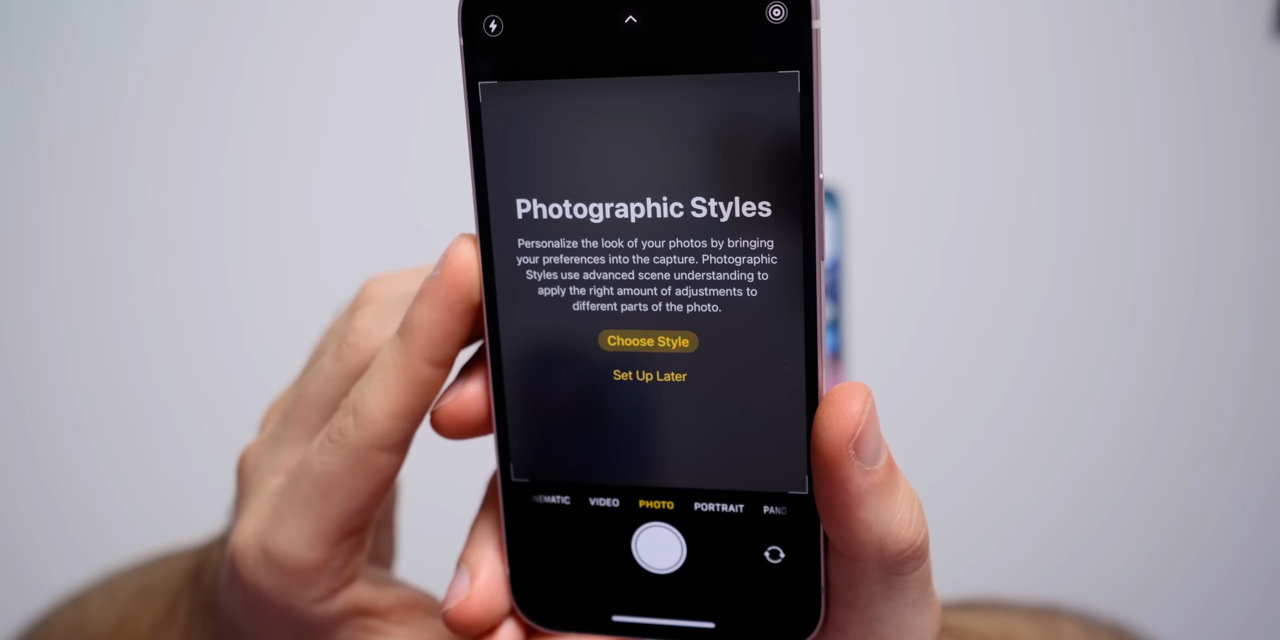 Photographic Styles
Personalize the look of your photos by bringing
your preferences into the capture. Photographic
Styles use advanced scene understanding to
apply the right amount of adjustments to
different parts of the photo.
Choose Style
Set Up Later
NEMATIC VIDEO PHOTO PORTRAIT PANO